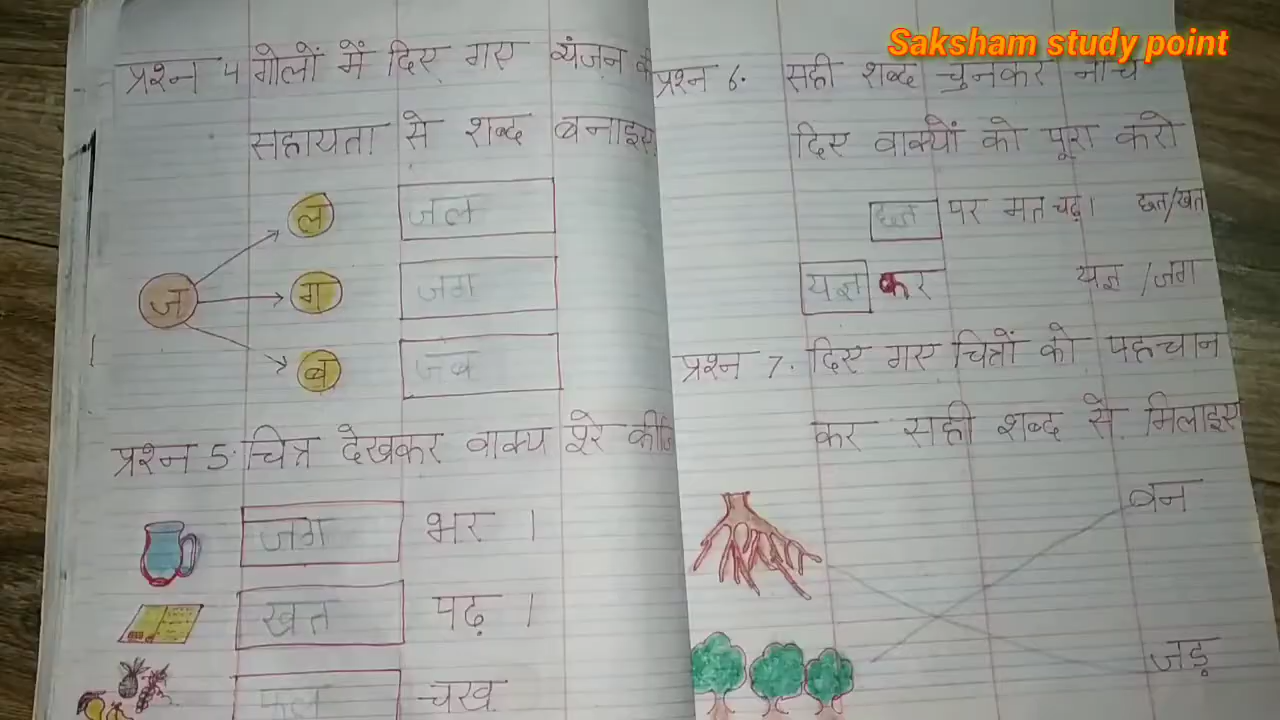 Saksham study point
प्रश्न 4 गोलों में दिए गए व्यंजन की
सहायता से शब्द बनाइए
ज
ल जल
ग जग
ब जब
प्रश्न 5. चित्र देखकर वाक्य पूरे
जग भर ।
खत पढ़ ।
फल चख
प्रश्न 6. सही शब्द चुनकर नीचे
दिए वाक्यों को पूरा करो
छत पर मत चढ़। छत/खत
यज्ञ कर यज्ञ / जग
प्रश्न 7. दिए गए चित्रों को पहचान
कर सही शब्द से मिलाइए
वन
जड़